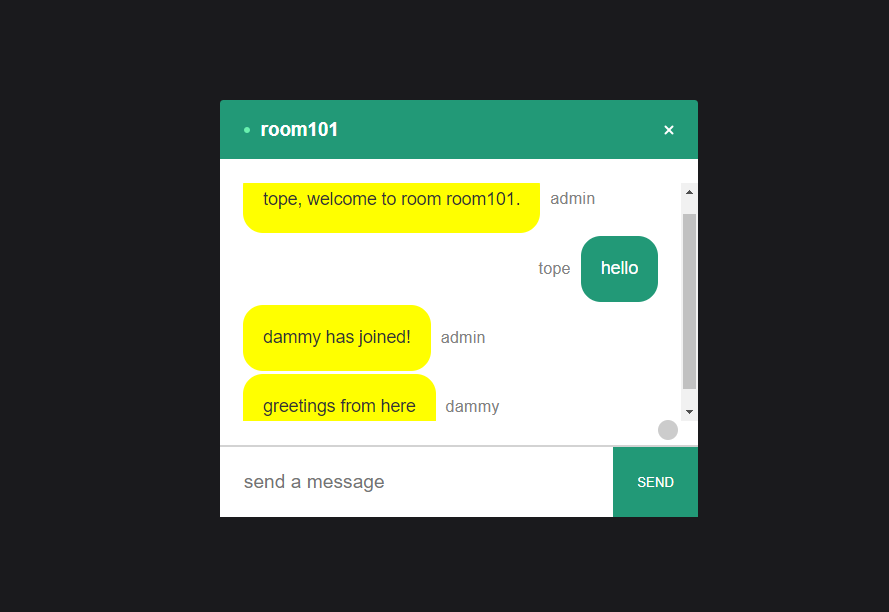 room101 ×
tope, welcome to room room101. admin
tope hello
dammy has joined! admin
greetings from here dammy
send a message SEND